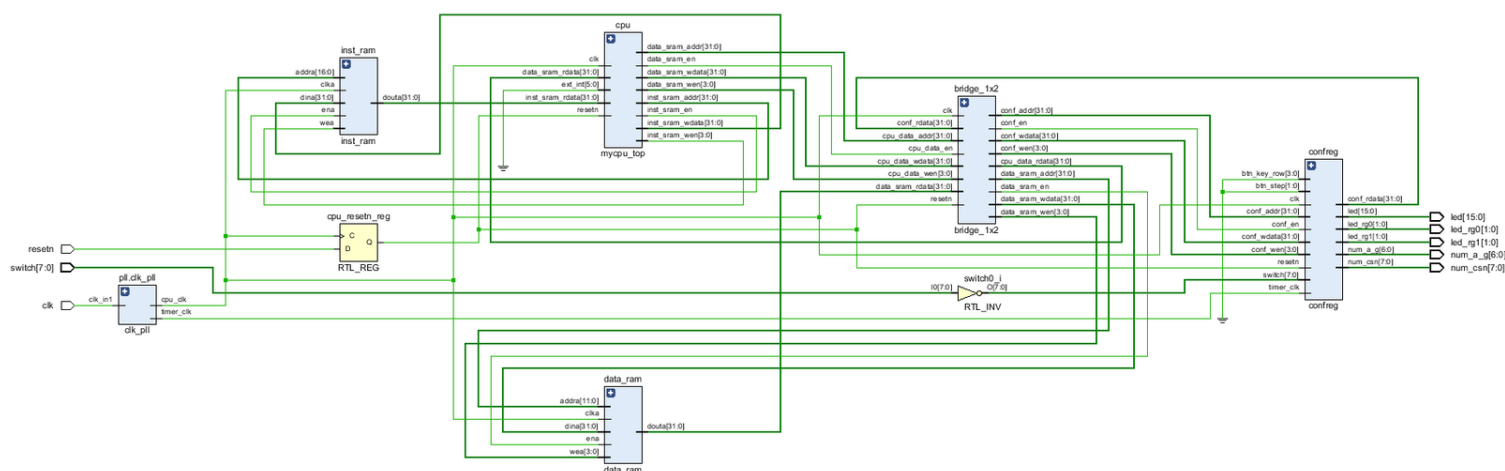 cpu
inst_ram
addra[16:0]
clka
dina[31:0]
ena
wea
douta[31:0]
inst_ram
clk
data_sram_rdata[31:0]
ext_int[5:0]
inst_sram_rdata[31:0]
resetn
data_sram_addr[31:0]
data_sram_en
data_sram_wdata[31:0]
data_sram_wen[3:0]
inst_sram_addr[31:0]
inst_sram_en
inst_sram_wdata[31:0]
inst_sram_wen[3:0]
mycpu_top
bridge_1x2
clk
conf_rdata[31:0]
cpu_data_addr[31:0]
cpu_data_en
cpu_data_wdata[31:0]
cpu_data_wen[3:0]
data_sram_rdata[31:0]
resetn
conf_addr[31:0]
conf_en
conf_wdata[31:0]
conf_wen[3:0]
cpu_data_rdata[31:0]
data_sram_addr[31:0]
data_sram_en
data_sram_wdata[31:0]
data_sram_wen[3:0]
bridge_1x2
confreg
btn_key_row[3:0]
btn_step[1:0]
clk
conf_addr[31:0]
conf_en
conf_wdata[31:0]
conf_wen[3:0]
resetn
switch[7:0]
timer_clk
conf_rdata[31:0]
led[15:0]
led_rg0[1:0]
led_rg1[1:0]
num_a_g[6:0]
num_csn[7:0]
confreg
led[15:0]
led_rg0[1:0]
led_rg1[1:0]
num_a_g[6:0]
num_csn[7:0]
cpu_resetn_reg
C
D
Q
RTL_REG
resetn
switch[7:0]
clk
pll.clk_pll
clk_in1
cpu_clk
timer_clk
clk_pll
switch0_i
I0[7:0]
O[7:0]
RTL_INV
data_ram
addra[11:0]
clka
dina[31:0]
ena
wea[3:0]
douta[31:0]
data_ram